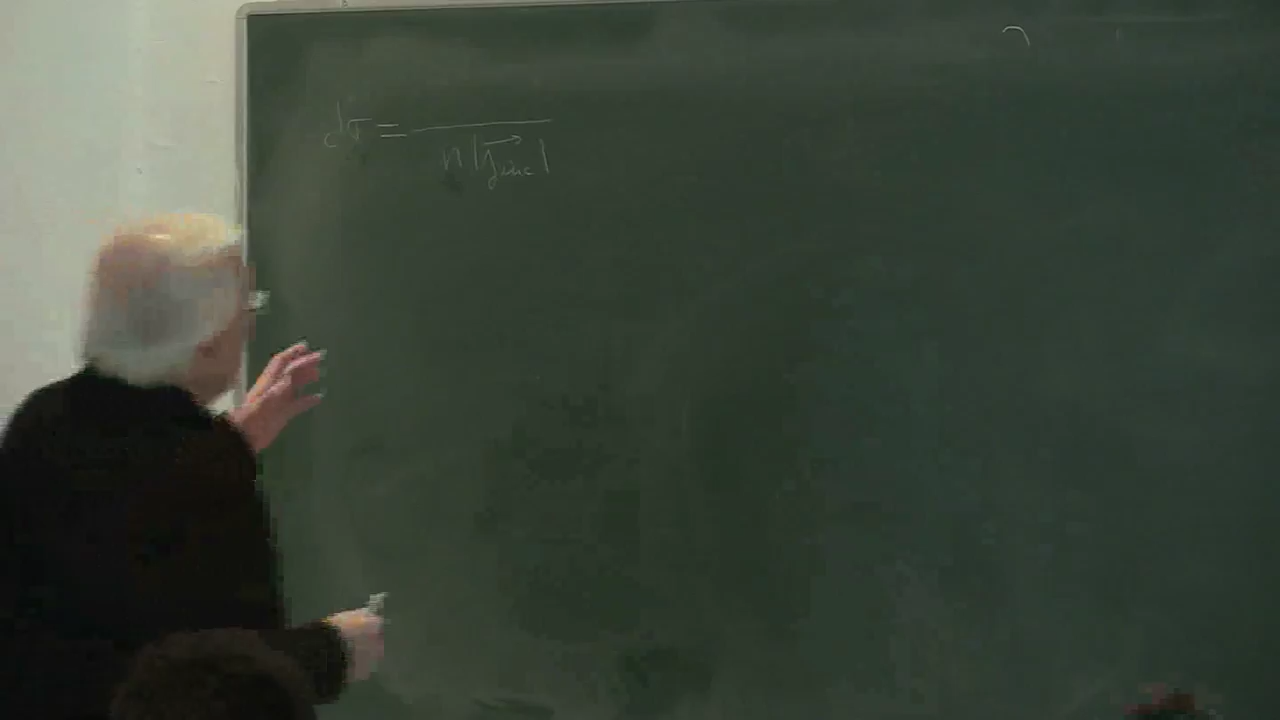 dσ = ———
n|j⃗inc|